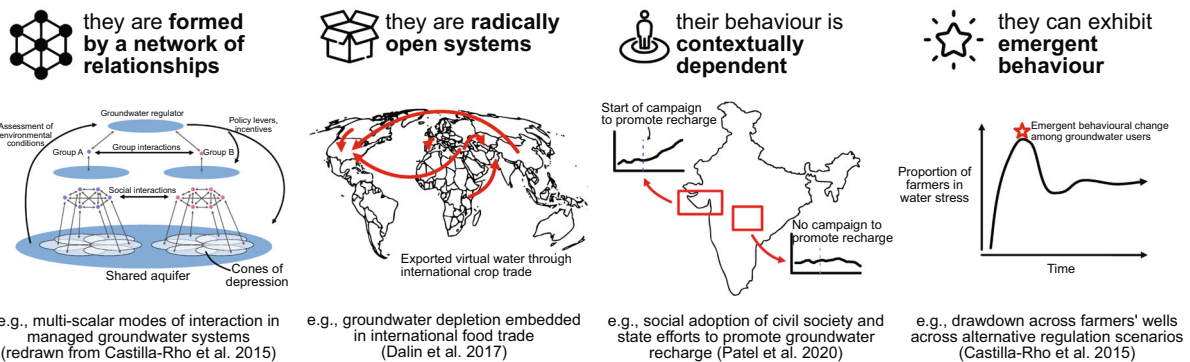 they are formed
by a network of
relationships
Groundwater regulator
Assessment of
environmental
conditions
Policy levers,
incentives
Group A
Group interactions
Group B
Social interactions
Shared aquifer
Cones of
depression
e.g., multi-scalar modes of interaction in
managed groundwater systems
(redrawn from Castilla-Rho et al. 2015)
they are radically
open systems
Exported virtual water through
international crop trade
e.g., groundwater depletion embedded
in international food trade
(Dalin et al. 2017)
their behaviour is
contextually
dependent
Start of campaign
to promote recharge
No campaign to
promote recharge
e.g., social adoption of civil society and
state efforts to promote groundwater
recharge (Patel et al. 2020)
they can exhibit
emergent
behaviour
Emergent behavioural change
among groundwater users
Proportion of
farmers in
water stress
Time
e.g., drawdown across farmers' wells
across alternative regulation scenarios
(Castilla-Rho et al. 2015)